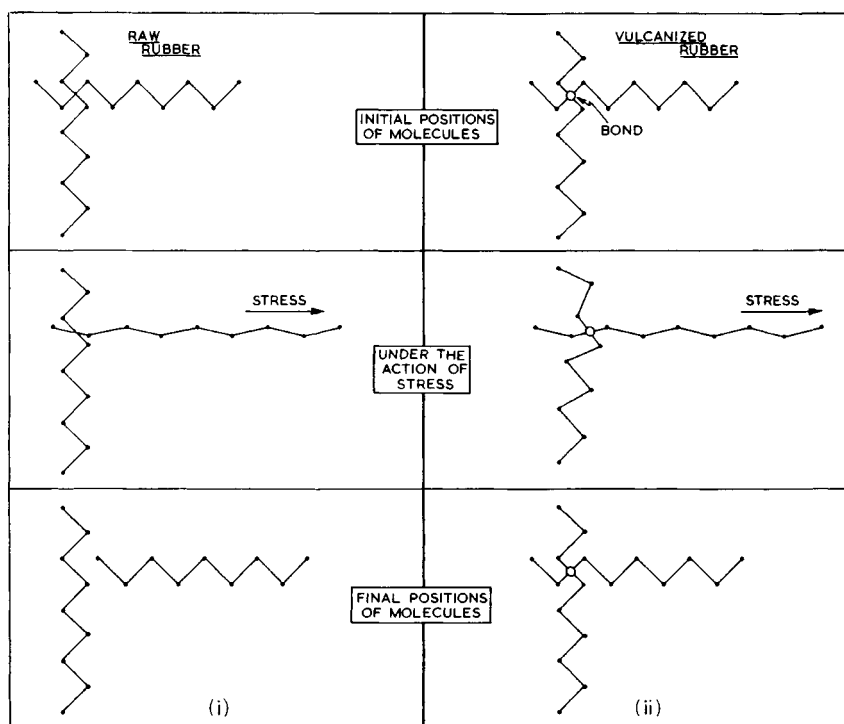 RAW
RUBBER
VULCANIZED
RUBBER
INITIAL POSITIONS
OF MOLECULES
BOND
STRESS
STRESS
UNDER THE
ACTION OF
STRESS
FINAL POSITIONS
OF MOLECULES
(i)
(ii)